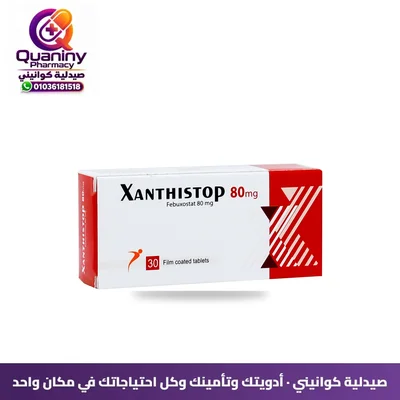 Quaniny
Pharmacy
صيدلية كوانيني
01036181518
XANTHISTOP 80mg
Febuxostat 80 mg
30 Film coated tablets
صيدلية كوانيني - أدويتك وتأمينك وكل احتياجاتك في مكان واحد